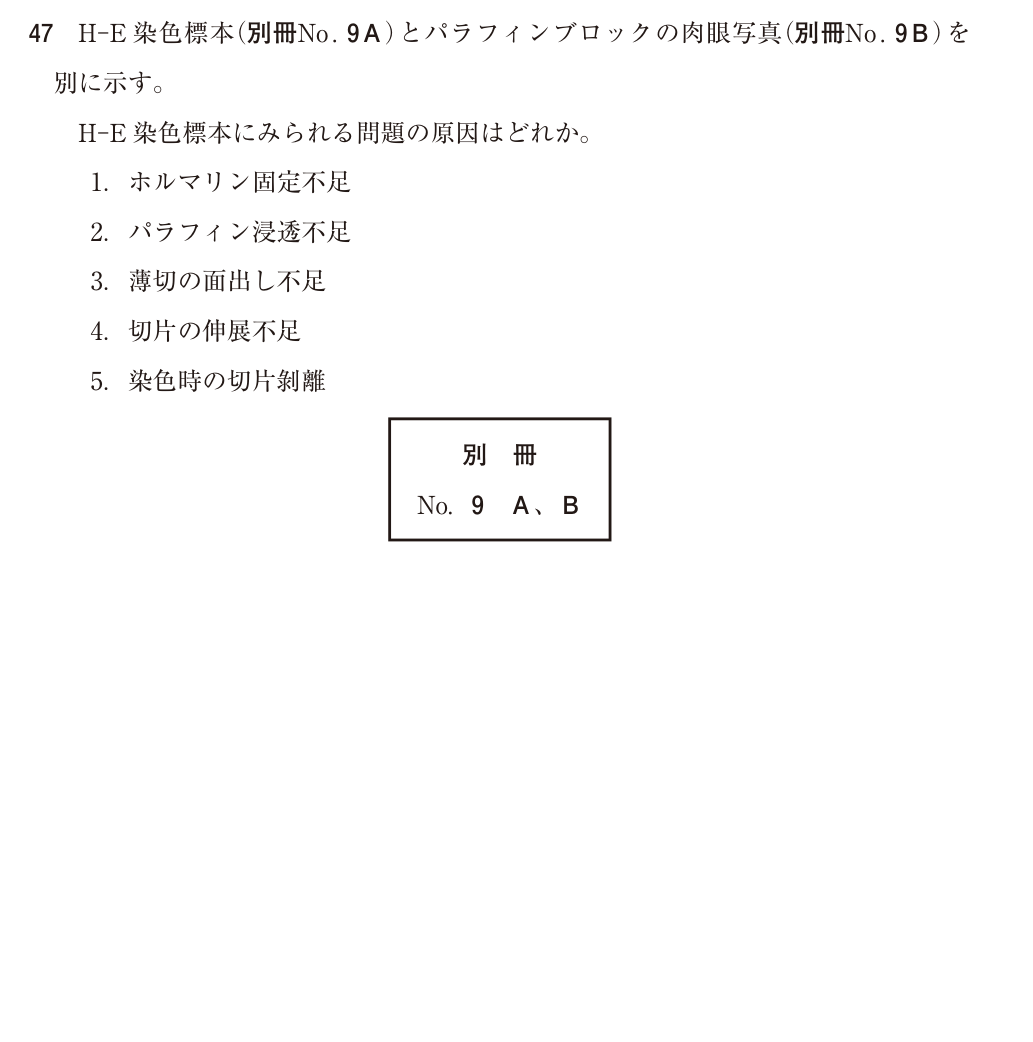 47 H-E 染色標本(別冊No. 9A)とパラフィンブロックの肉眼写真(別冊No. 9B)を
別に示す。
H-E 染色標本にみられる問題の原因はどれか。
1. ホルマリン固定不足
2. パラフィン浸透不足
3. 薄切の面出し不足
4. 切片の伸展不足
5. 染色時の切片剝離
別 冊
No. 9 A、B